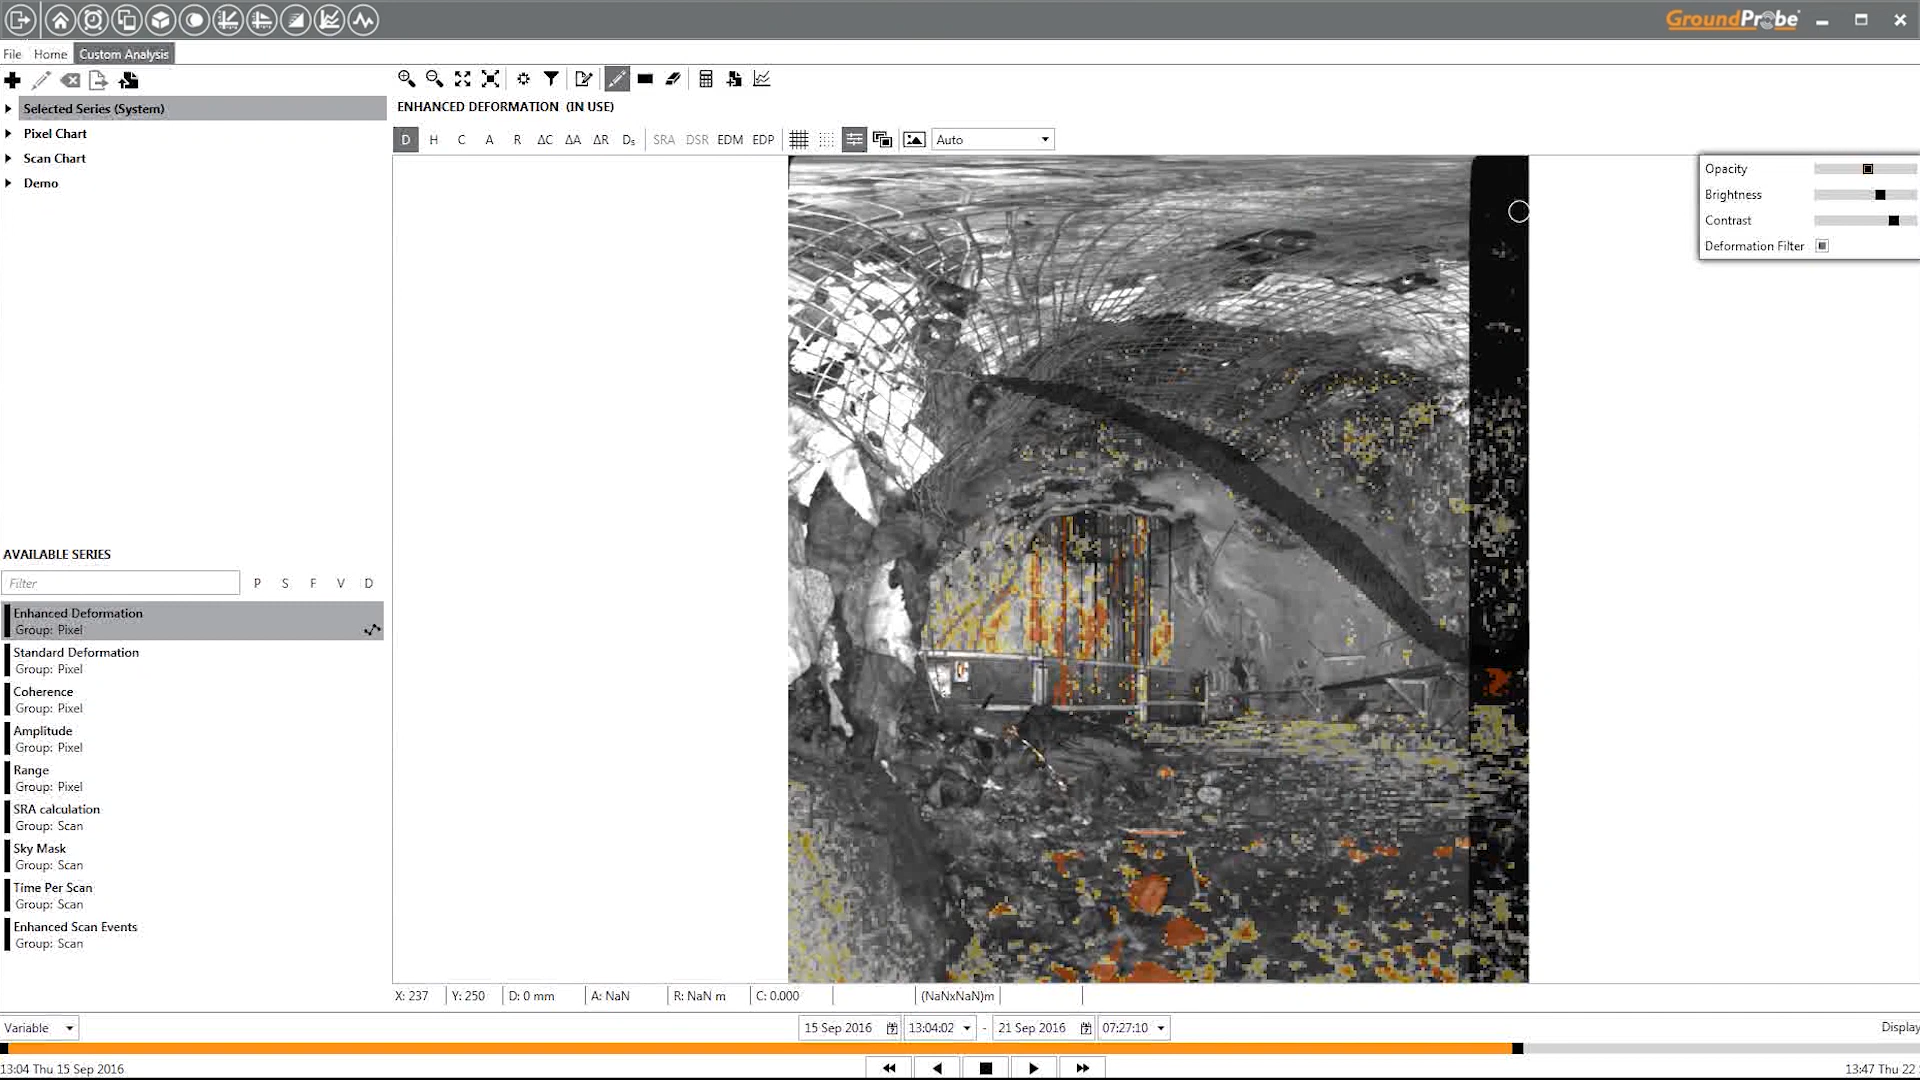 GroundProbe
File Home Custom Analysis
Selected Series (System)
ENHANCED DEFORMATION (IN USE)
Pixel Chart
D H C A R ΔC ΔA ΔR Ds SRA DSR EDM EDP Auto
Scan Chart
Demo
Opacity
Brightness
Contrast
Deformation Filter
AVAILABLE SERIES
Filter P S F V D
Enhanced Deformation
Group: Pixel
Standard Deformation
Group: Pixel
Coherence
Group: Pixel
Amplitude
Group: Pixel
Range
Group: Pixel
SRA calculation
Group: Scan
Sky Mask
Group: Scan
Time Per Scan
Group: Scan
Enhanced Scan Events
Group: Scan
X: 237 Y: 250 D: 0 mm A: NaN R: NaN m C: 0.000 (NaNxNaN)m
Variable 15 Sep 2016 13:04:02 - 21 Sep 2016 07:27:10 Display
13:04 Thu 15 Sep 2016 13:47 Thu 22